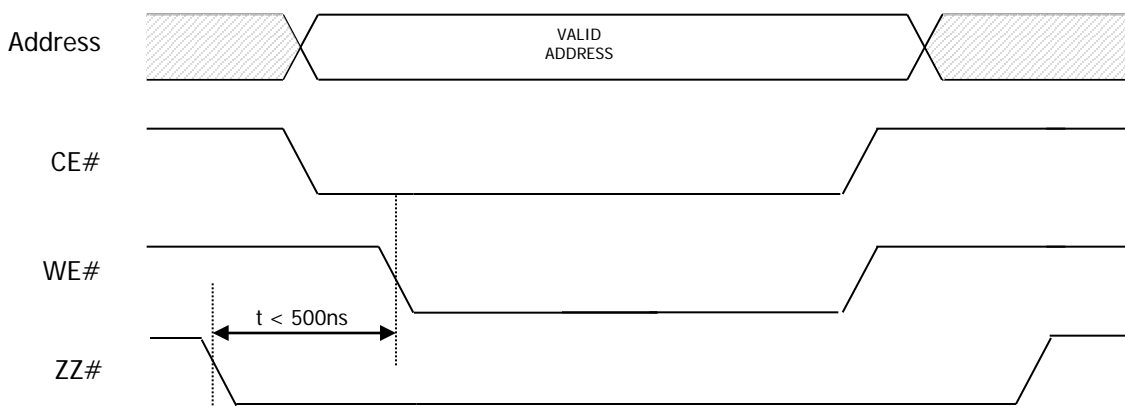 Address
VALID
ADDRESS
CE#
WE#
t < 500ns
ZZ#